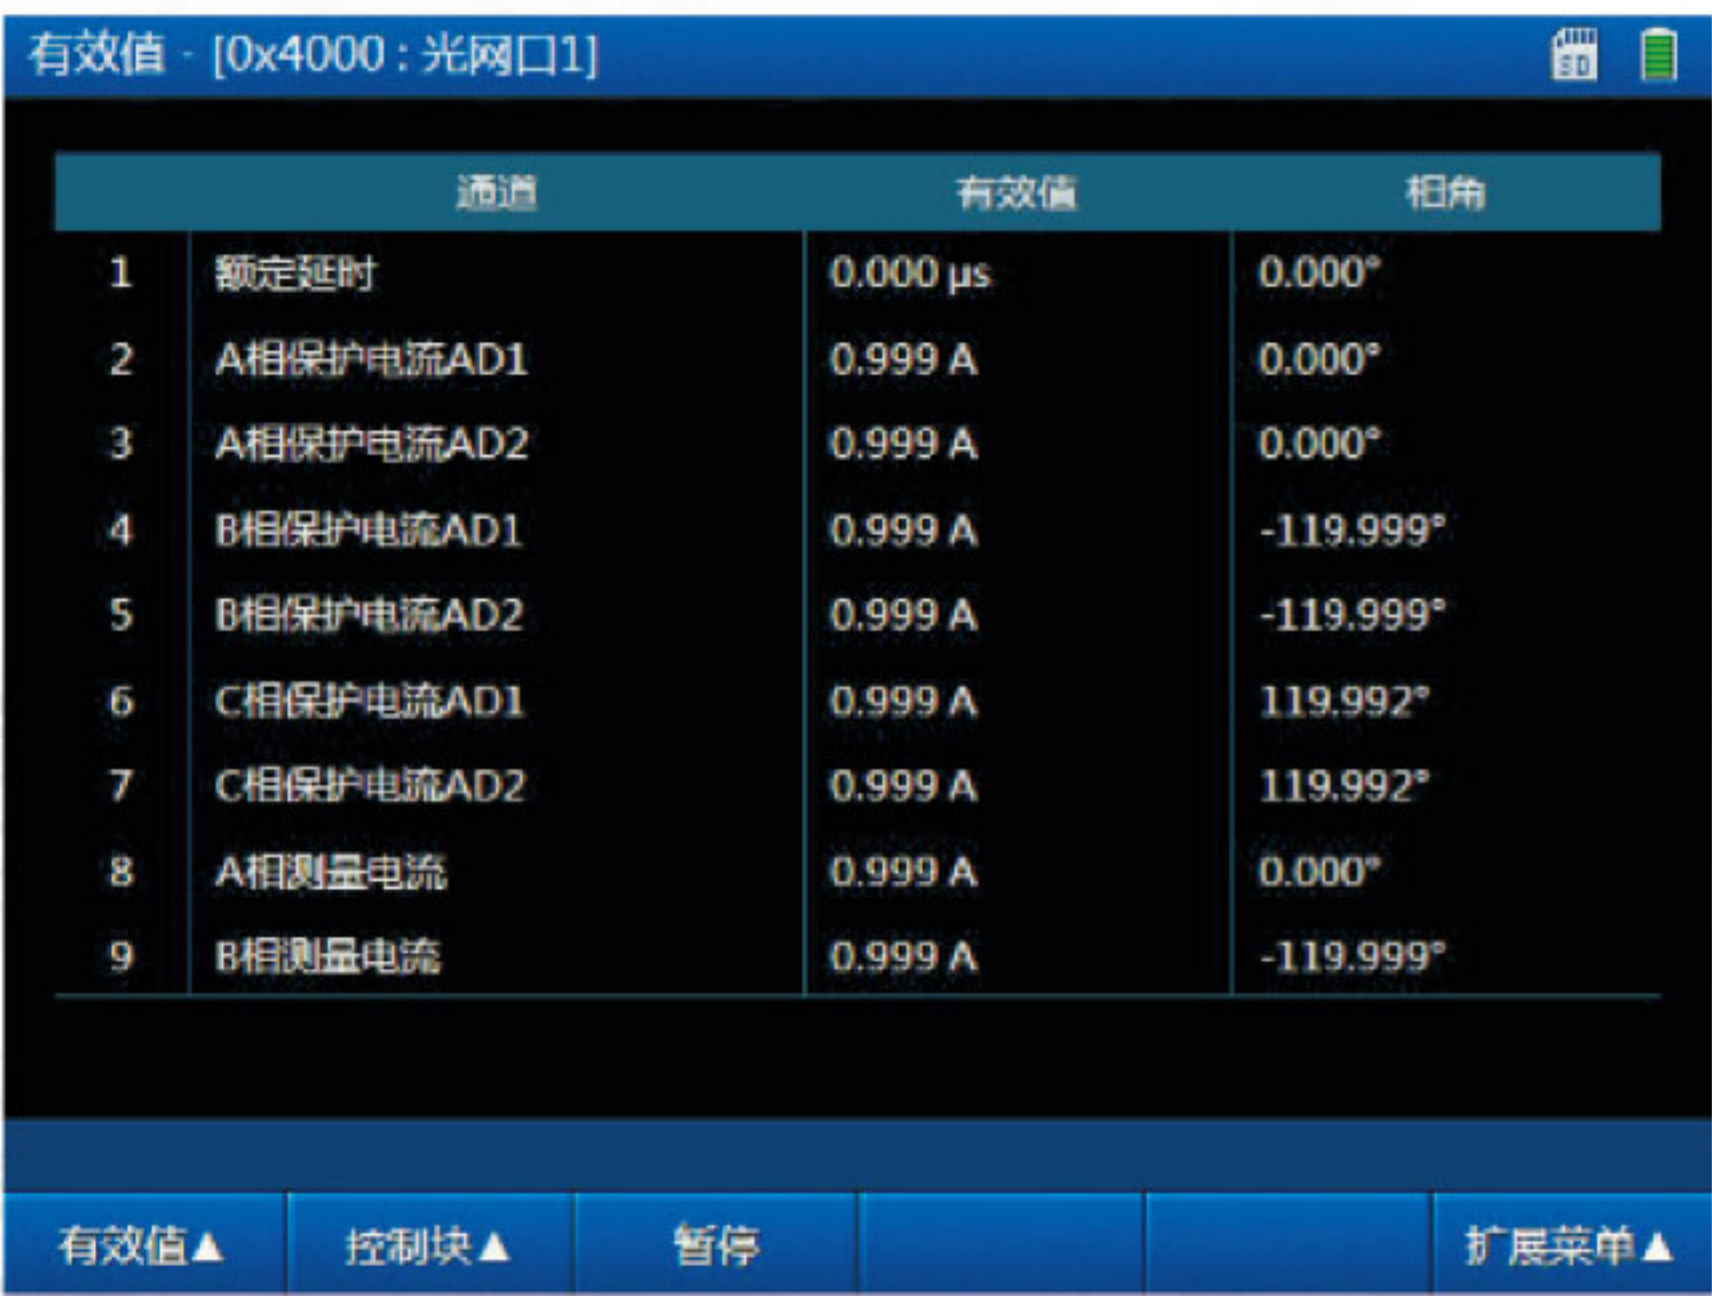 有效值 - [0x4000 : 光网口1]
SD
通道 有效值 相角
1 额定延时 0.000 μs 0.000°
2 A相保护电流AD1 0.999 A 0.000°
3 A相保护电流AD2 0.999 A 0.000°
4 B相保护电流AD1 0.999 A -119.999°
5 B相保护电流AD2 0.999 A -119.999°
6 C相保护电流AD1 0.999 A 119.992°
7 C相保护电流AD2 0.999 A 119.992°
8 A相测量电流 0.999 A 0.000°
9 B相测量电流 0.999 A -119.999°
有效值▲ 控制块▲ 暂停 扩展菜单▲